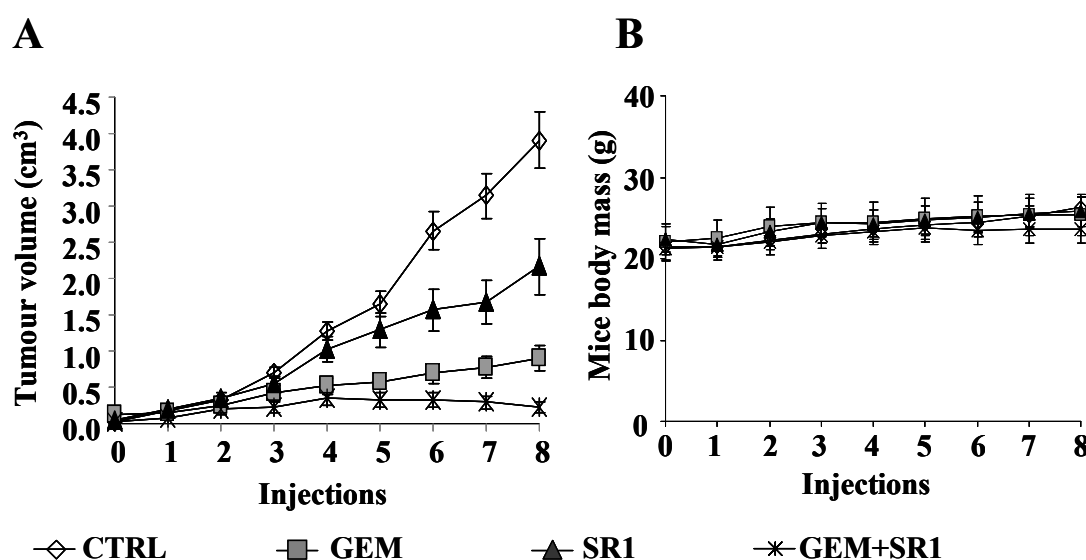 A
B
Tumour volume (cm³)
4.5
4.0
3.5
3.0
2.5
2.0
1.5
1.0
0.5
0.0
0 1 2 3 4 5 6 7 8
Injections
Mice body mass (g)
40
30
20
10
0
0 1 2 3 4 5 6 7 8
Injections
CTRL GEM SR1 GEM+SR1